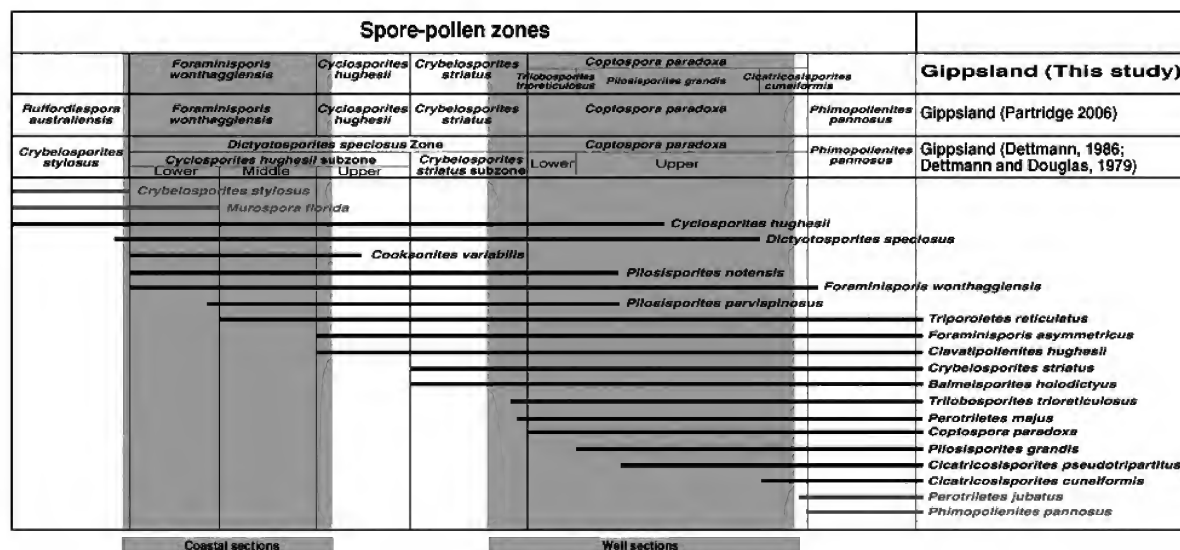 Spore-pollen zones
Foraminisporis wonthaggiensis
Cyclosporites hughesii
Crybelosporites striatus
Coptospora paradoxa
Trilobosporites trioreticulosus
Pilosisporites grandis
Cicatricosisporites cuneiformis
Gippsland (This study)
Ruffordiaspora australiensis
Foraminisporis wonthaggiensis
Cyclosporites hughesii
Crybelosporites striatus
Coptospora paradoxa
Phimopollenites pannosus
Gippsland (Partridge 2006)
Crybelosporites stylosus
Dictyotosporites speciosus Zone
Cyclosporites hughesii subzone
Lower
Middle
Upper
Crybelosporites striatus subzone
Coptospora paradoxa
Lower
Upper
Phimopollenites pannosus
Gippsland (Dettmann, 1986;
Dettmann and Douglas, 1979)
Crybelosporites stylosus
Murospora florida
Cyclosporites hughesii
Dictyotosporites speciosus
Cooksonites variabilis
Pilosisporites notensis
Foraminisporis wonthaggiensis
Pilosisporites parvispinosus
Triporoletes reticulatus
Foraminisporis asymmetricus
Clavatipollenites hughesii
Crybelosporites striatus
Balmeisporites holodictyus
Trilobosporites trioreticulosus
Perotriletes majus
Coptospora paradoxa
Pilosisporites grandis
Cicatricosisporites pseudotripartitus
Cicatricosisporites cuneiformis
Perotriletes jubatus
Phimopollenites pannosus
Coastal sections
Well sections